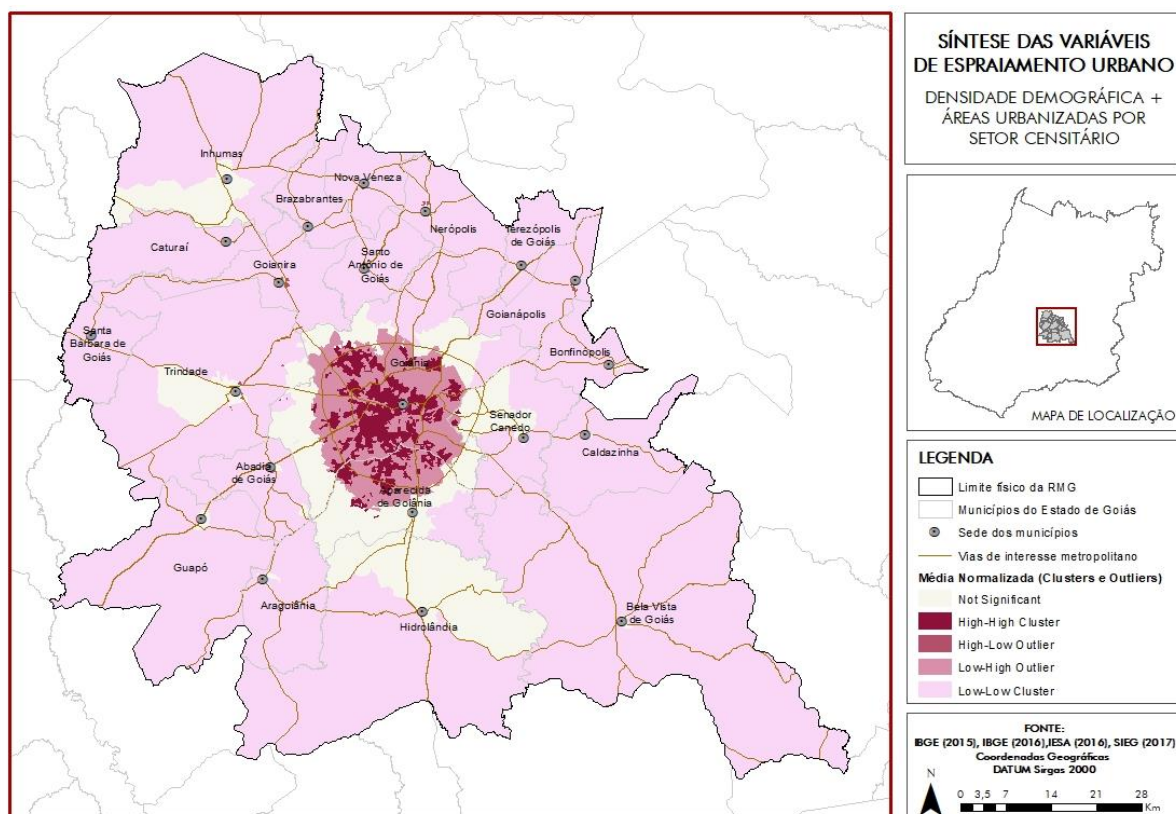 Inhumas
Nova Veneza
Brazabrantes
Nerópolis
Terezópolis
de Goiás
Caturaí
Santo
Antônio de
Goiás
Goianira
Goianápolis
Santa
Bárbara de
Goiás
Bonfinópolis
Trindade
Goiânia
Senador
Canedo
Caldazinha
Abadia
de Goiás
Aparecida
de Goiânia
Guapó
Aragoiânia
Hidrolândia
Bela Vista
de Goiás
SÍNTESE DAS VARIÁVEIS
DE ESPRAIAMENTO URBANO
DENSIDADE DEMOGRÁFICA +
ÁREAS URBANIZADAS POR
SETOR CENSITÁRIO
MAPA DE LOCALIZAÇÃO
LEGENDA
Limite físico da RMG
Municípios do Estado de Goiás
Sede dos municípios
Vias de interesse metropolitano
Média Normalizada (Clusters e Outliers)
Not Significant
High-High Cluster
High-Low Outlier
Low-High Outlier
Low-Low Cluster
FONTE:
IBGE (2015), IBGE (2016),IESA (2016), SIEG (2017)
Coordenadas Geográficas
DATUM Sirgas 2000
N
0 3,5 7 14 21 28
Km